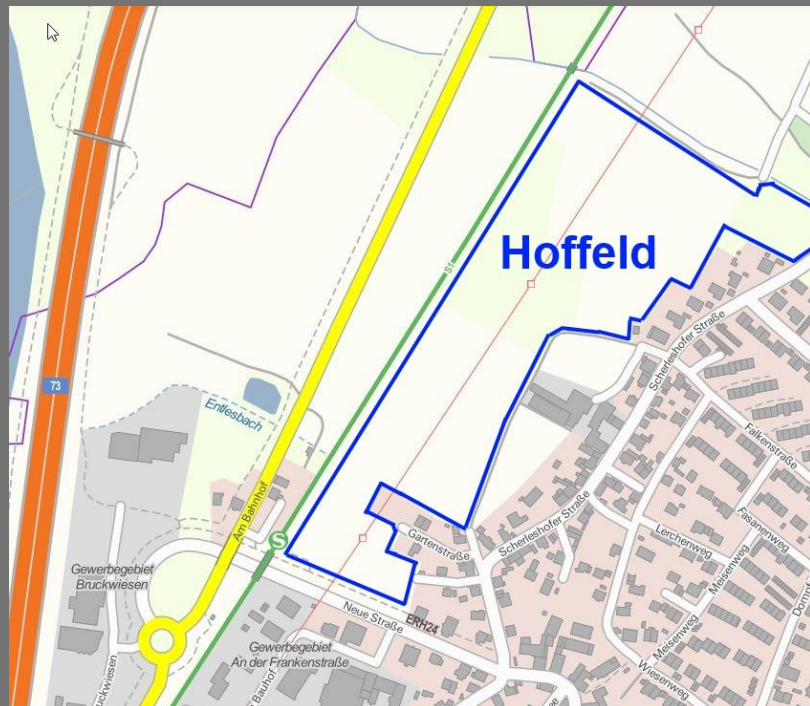 Hoffeld
S1
73
Entlesbach
Am Bahnhof
S
Scherleshofer Straße
Falkenstraße
Fasanenweg
Lerchenweg
Meisenweg
Meisenweg
Wiesenweg
Scherleshofer Straße
Gartenstraße
Neue Straße
ERH24
Gewerbegebiet
Bruckwiesen
Gewerbegebiet
An der Frankenstraße
Bauhof